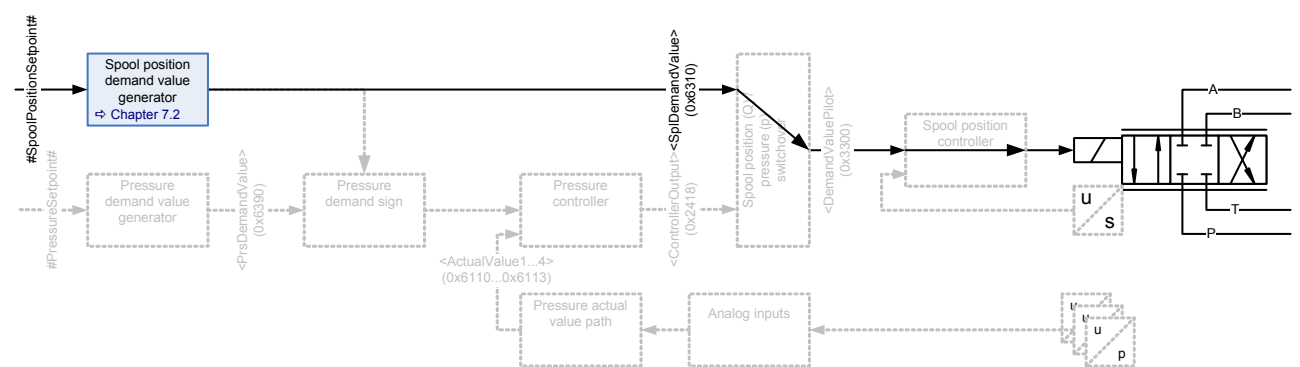 #SpoolPositionSetpoint#
Spool position
demand value
generator
⇨ Chapter 7.2
<SplDemandValue>
(0x6310)
Spool position (Q)/
pressure (p)
switchover
<DemandValuePilot>
(0x3300)
Spool position
controller
A
B
T
P
u
s
#PressureSetpoint#
Pressure
demand value
generator
<PrsDemandValue>
(0x6390)
Pressure
demand sign
Pressure
controller
<ControllerOutput>
(0x2418)
<ActualValue1...4>
(0x6110...0x6113)
Pressure actual
value path
Analog inputs
u
u
u
p